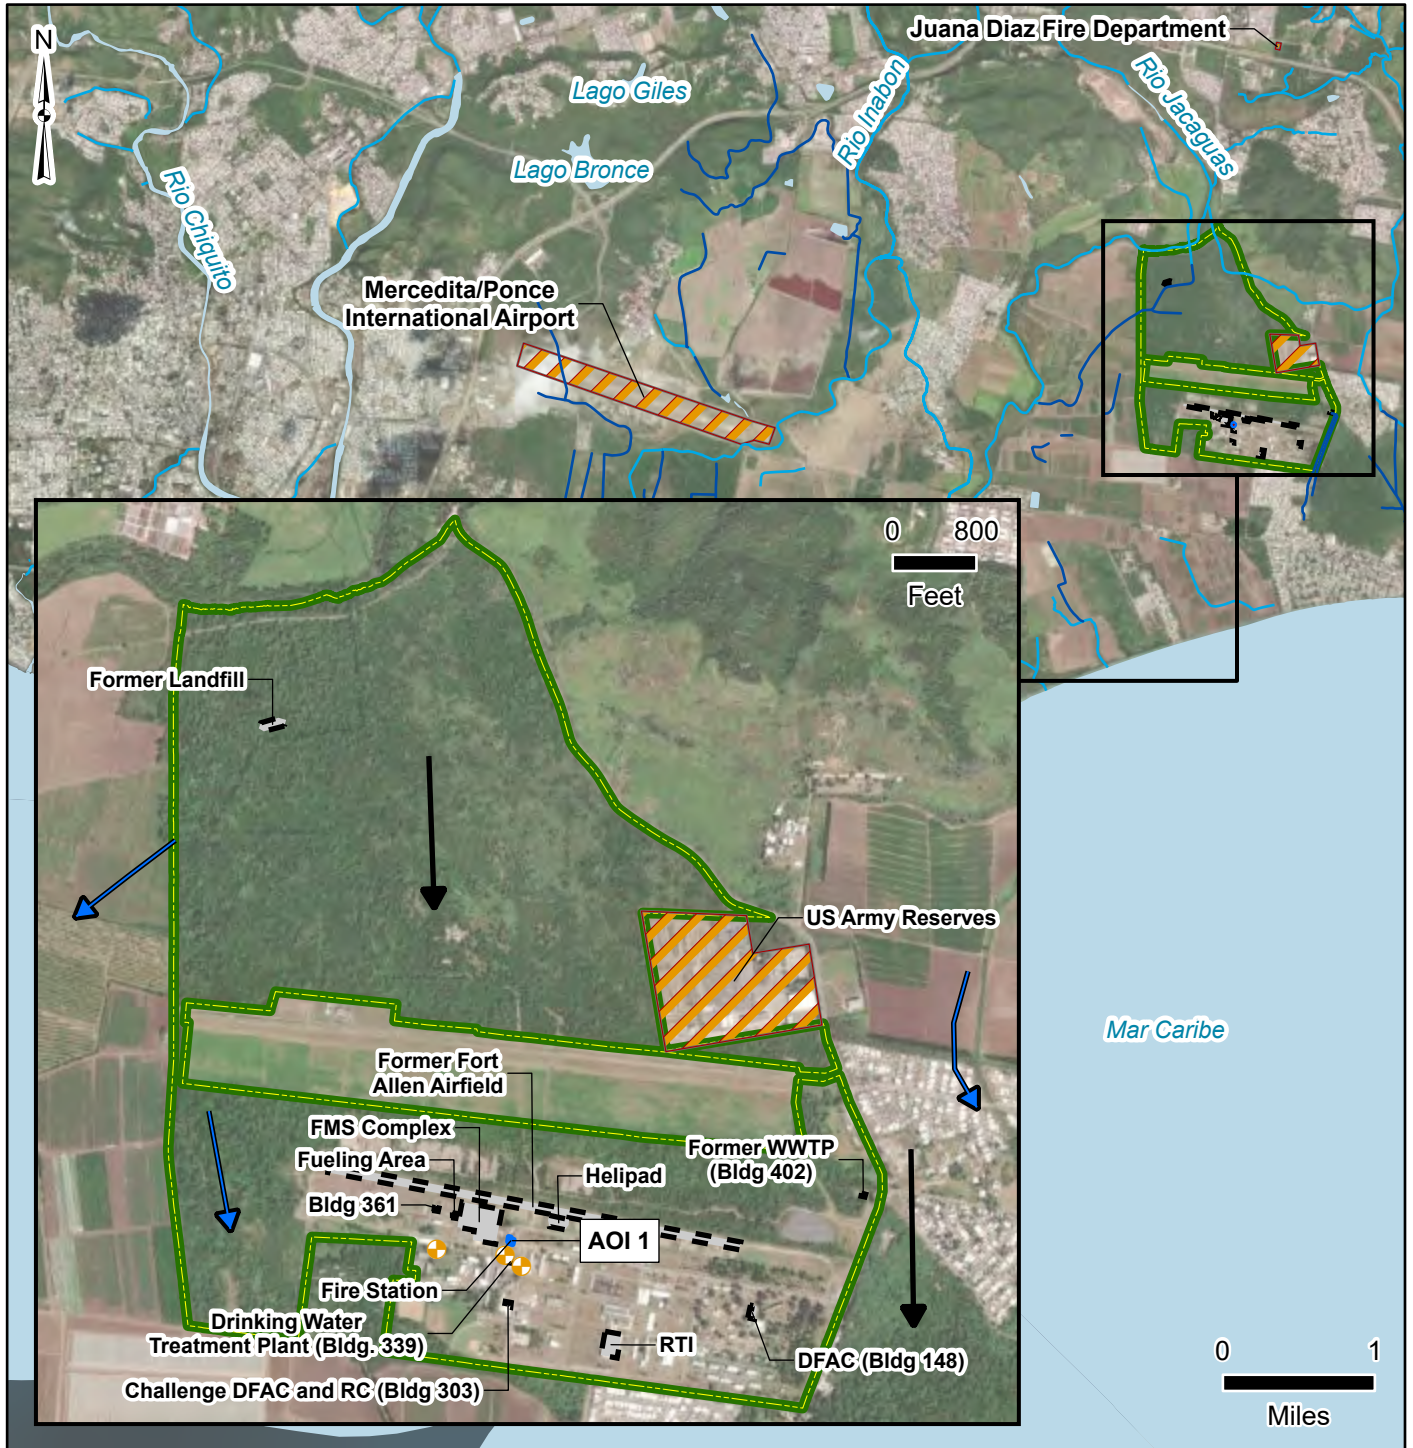 Juana Diaz Fire Department
N
Rio Jacaguas
Lago Giles
Rio Inabon
Lago Bronce
Rio Chiquito
Mercedita/Ponce
International Airport
0 800
Feet
Former Landfill
US Army Reserves
Mar Caribe
Former Fort
Allen Airfield
FMS Complex
Former WWTP
(Bldg 402)
Fueling Area
Helipad
Bldg 361
AOI 1
Fire Station
Drinking Water
Treatment Plant (Bldg. 339)
RTI
DFAC (Bldg 148)
Challenge DFAC and RC (Bldg 303)
0 1
Miles